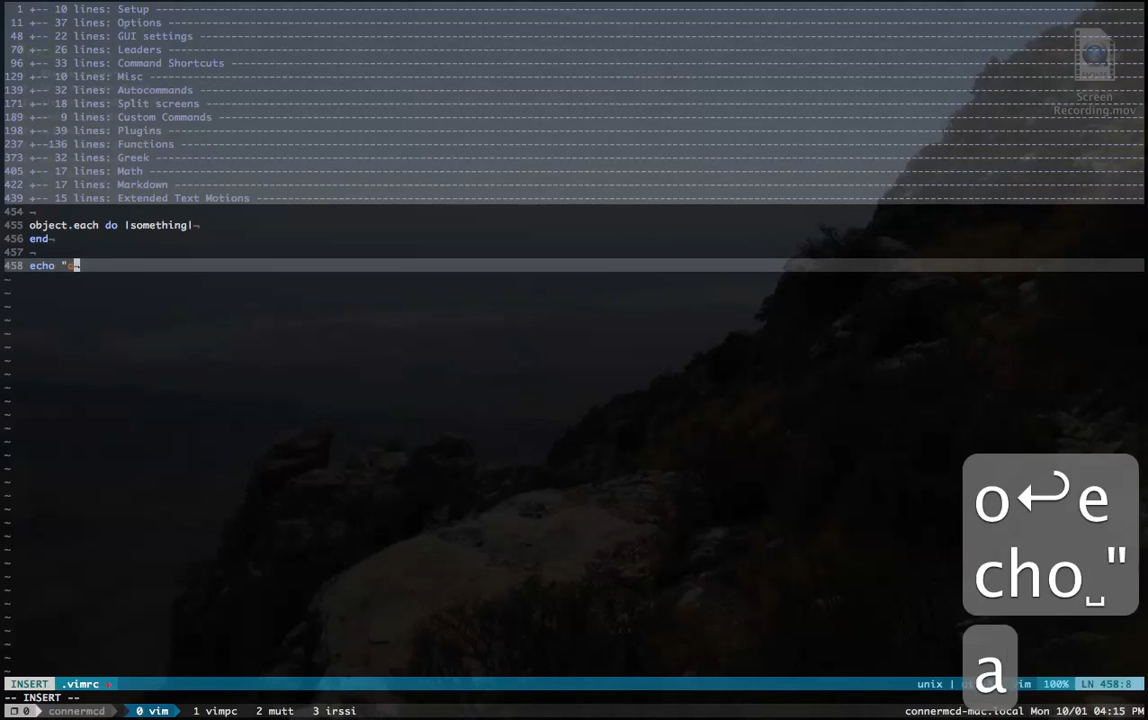 1 +-- 10 lines: Setup
11 +-- 37 lines: Options
48 +-- 22 lines: GUI settings
70 +-- 26 lines: Leaders
96 +-- 33 lines: Command Shortcuts
129 +-- 10 lines: Misc
139 +-- 32 lines: Autocommands
171 +-- 18 lines: Split screens
189 +-- 9 lines: Custom Commands
198 +-- 39 lines: Plugins
237 +--136 lines: Functions
373 +-- 32 lines: Greek
405 +-- 17 lines: Math
422 +-- 17 lines: Markdown
439 +-- 15 lines: Extended Text Motions
Screen
Recording.mov
454 ¬
455 object.each do |something|¬
456 end¬
457 ¬
458 echo "
o↩e
cho␣"
a
INSERT .vimrc + unix | 100% LN 458:8
-- INSERT --
0 connermcd 0 vim 1 vimpc 2 mutt 3 irssi connermcd-mac.local Mon 10/01 04:15 PM